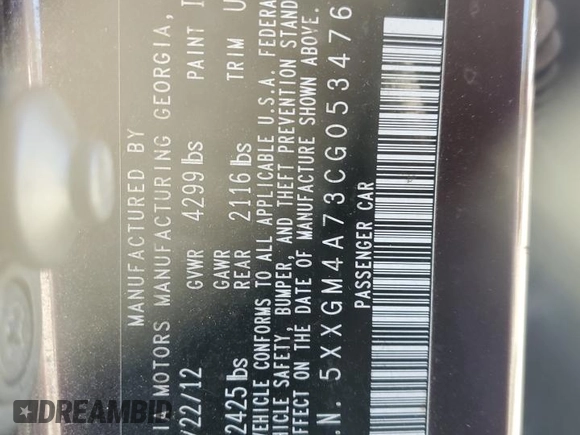 MANUFACTURED BY
MOTORS MANUFACTURING GEORGIA,
/22/12 GVWR 4299 lbs PAINT
GAWR
2425 lbs REAR 2116 lbs TRIM U
VEHICLE CONFORMS TO ALL APPLICABLE U.S.A. FEDERA
HICLE SAFETY, BUMPER, AND THEFT PREVENTION STAND
EFFECT ON THE DATE OF MANUFACTURE SHOWN ABOVE.
.N. 5XXGM4A73CG053476
PASSENGER CAR
DREAMBID